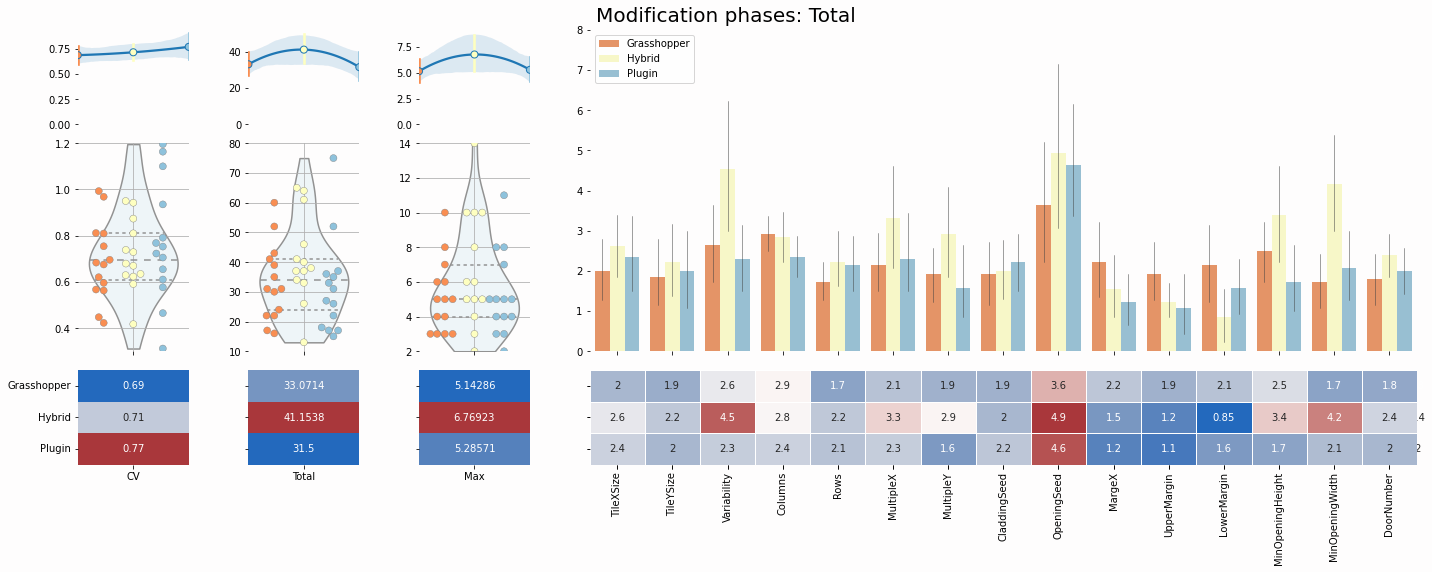 Modification phases: Total
0.75
0.50
0.25
0.00
40
20
0
7.5
5.0
2.5
0.0
8
7
6
5
4
3
2
1
0
Grasshopper
Hybrid
Plugin
1.2
1.0
0.8
0.6
0.4
80
70
60
50
40
30
20
10
14
12
10
8
6
4
2
Grasshopper 0.69 33.0714 5.14286 2 1.9 2.6 2.9 1.7 2.1 1.9 1.9 3.6 2.2 1.9 2.1 2.5 1.7 1.8
Hybrid 0.71 41.1538 6.76923 2.6 2.2 4.5 2.8 2.2 3.3 2.9 2 4.9 1.5 1.2 0.85 3.4 4.2 2.4 .4
Plugin 0.77 31.5 5.28571 2.4 2 2.3 2.4 2.1 2.3 1.6 2.2 4.6 1.2 1.1 1.6 1.7 2.1 2 2
CV Total Max
TileXSize
TileYSize
Variability
Columns
Rows
MultipleX
MultipleY
CladdingSeed
OpeningSeed
MargeX
UpperMargin
LowerMargin
MinOpeningHeight
MinOpeningWidth
DoorNumber